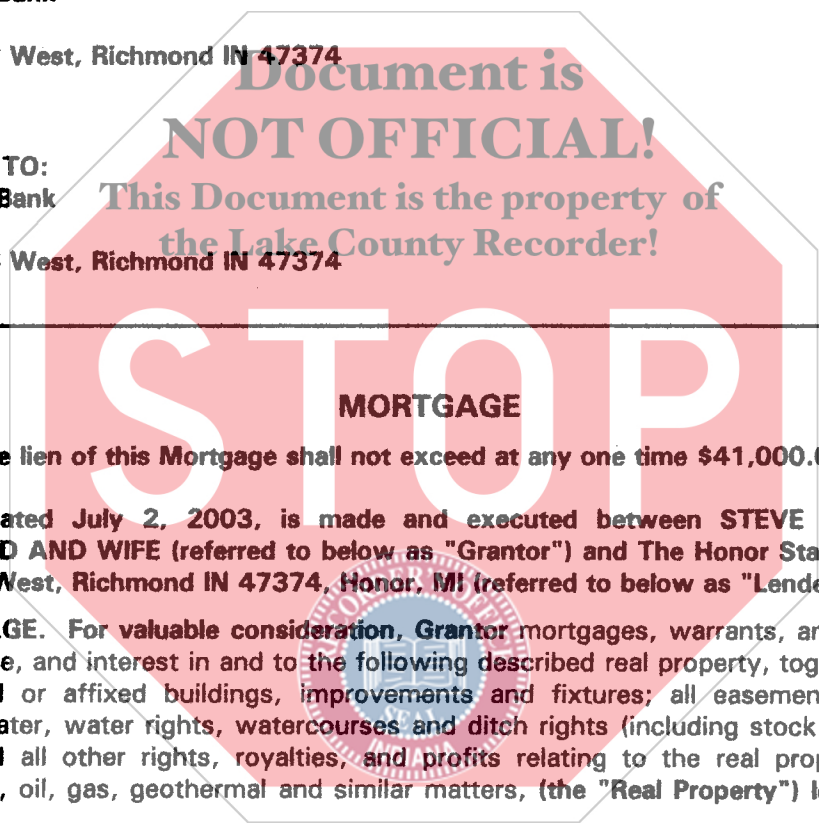 Bank
West, Richmond IN 47374
Document is
NOT OFFICIAL!
TO:
Bank
This Document is the property of
the Lake County Recorder!
West, Richmond IN 47374
STOP
MORTGAGE
lien of this Mortgage shall not exceed at any one time $41,000.
ated July 2, 2003, is made and executed between STEVE
D AND WIFE (referred to below as "Grantor") and The Honor Sta
West, Richmond IN 47374, Honor, MI (referred to below as "Lende
GE. For valuable consideration, Grantor mortgages, warrants, an
e, and interest in and to the following described real property, tog
or affixed buildings, improvements and fixtures; all easemen
ater, water rights, watercourses and ditch rights (including stock
all other rights, royalties, and profits relating to the real prop
, oil, gas, geothermal and similar matters, (the "Real Property") l
SEAL
INDIANA